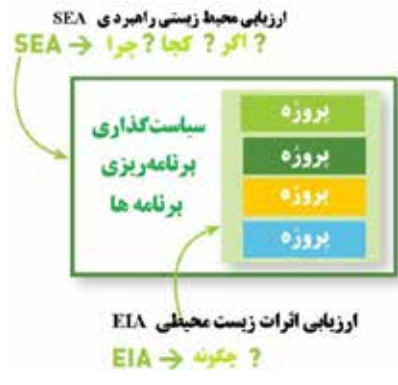 ارزیابی محیط زیستی راهبردی SEA
SEA → چرا ? کجا ? اگر ?
سیاست‌گذاری
برنامه‌ریزی
برنامه ها
پروژه
پروژه
پروژه
پروژه
ارزیابی اثرات زیست محیطی EIA
EIA → چگونه ?